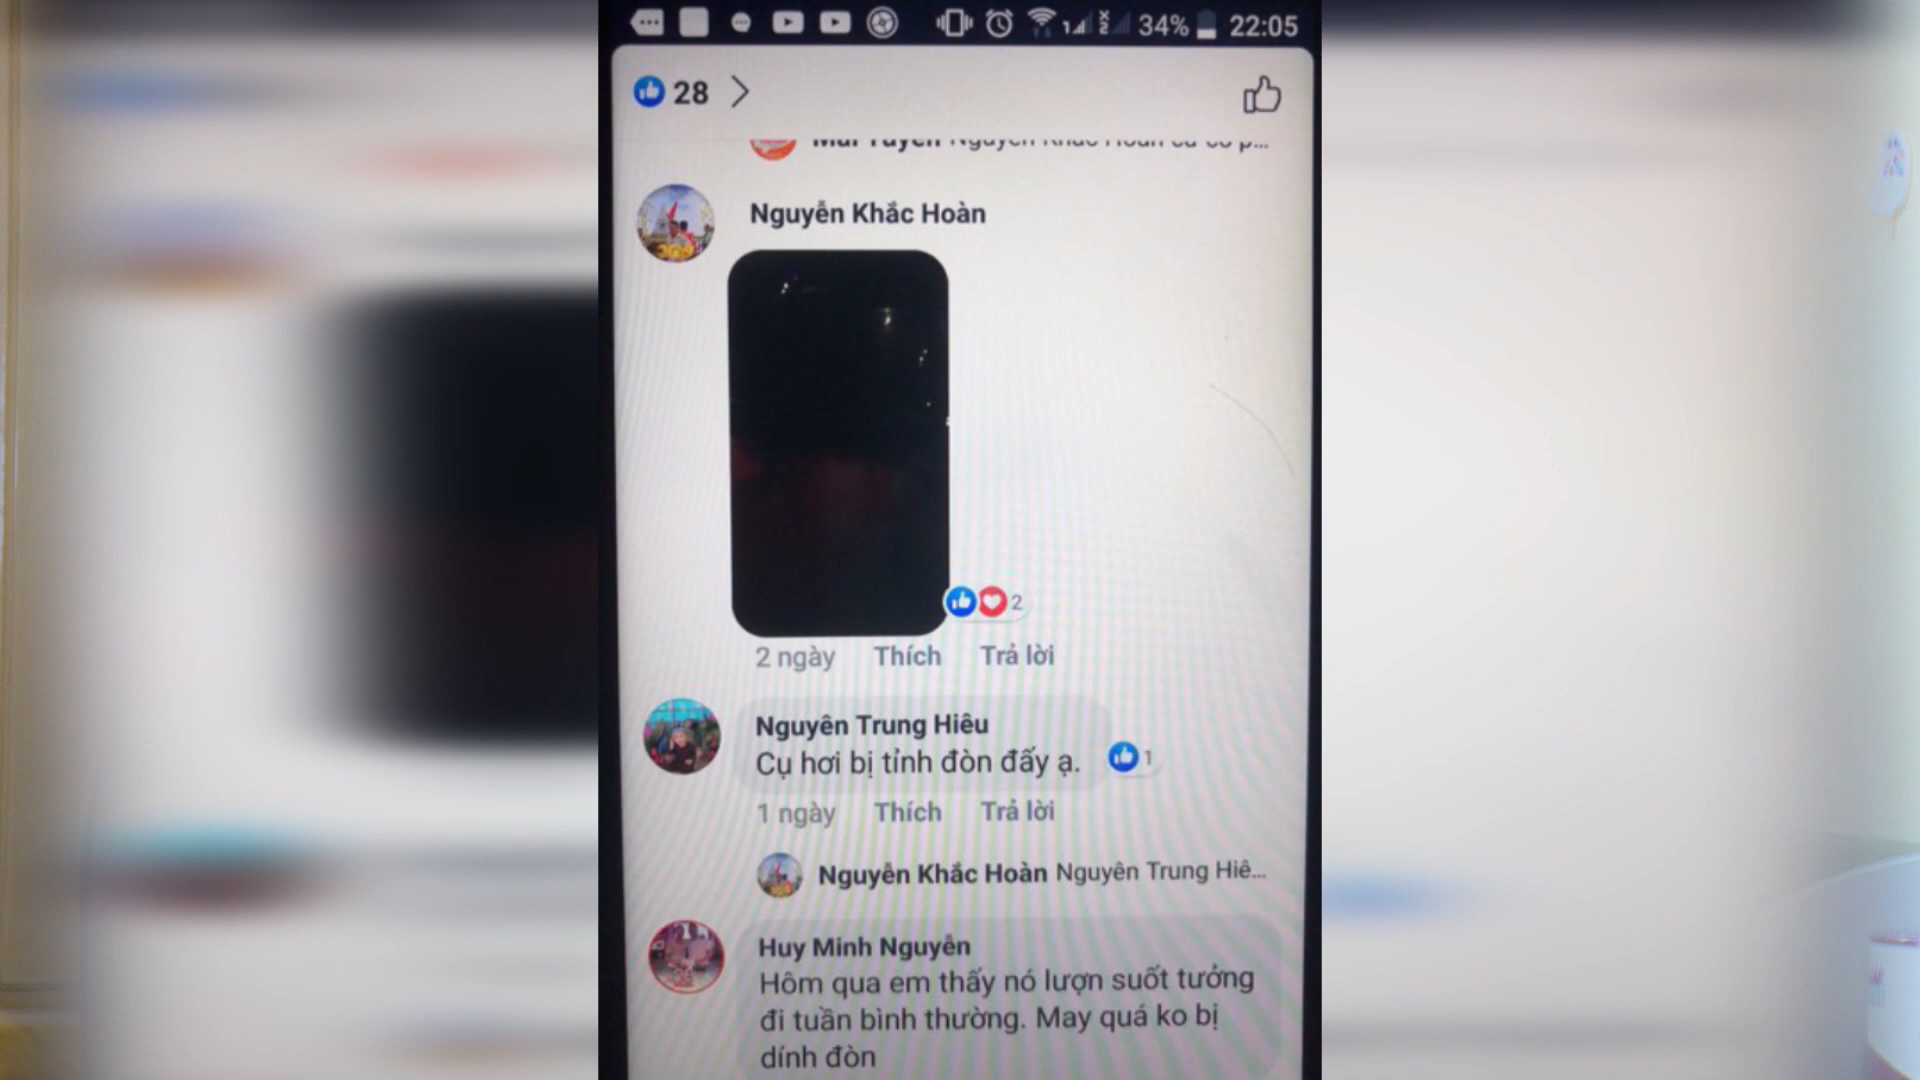 34% 22:05
28
Nguyễn Khắc Hoàn
2
2 ngày Thích Trả lời
Nguyên Trung Hiêu
Cụ hơi bị tỉnh đòn đấy ạ.
1
1 ngày Thích Trả lời
Nguyễn Khắc Hoàn Nguyên Trung Hiê...
Huy Minh Nguyễn
Hôm qua em thấy nó lượn suốt tưởng
đi tuần bình thường. May quá ko bị
dính đòn